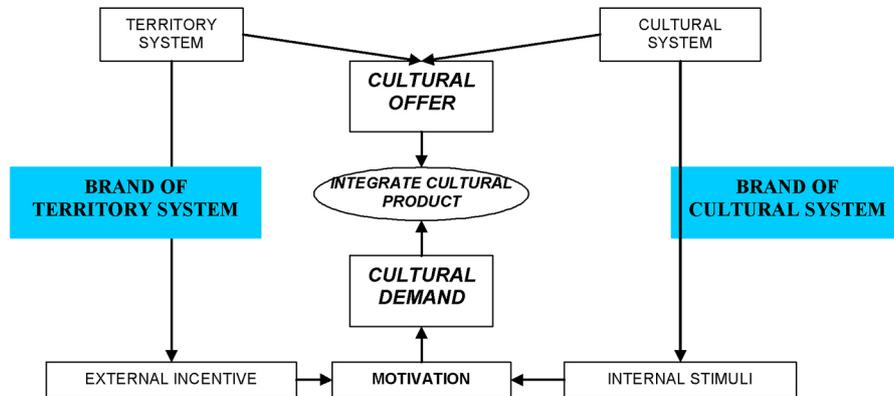 TERRITORY
SYSTEM
CULTURAL
SYSTEM
CULTURAL
OFFER
BRAND OF
TERRITORY SYSTEM
INTEGRATE CULTURAL
PRODUCT
BRAND OF
CULTURAL SYSTEM
CULTURAL
DEMAND
EXTERNAL INCENTIVE
MOTIVATION
INTERNAL STIMULI